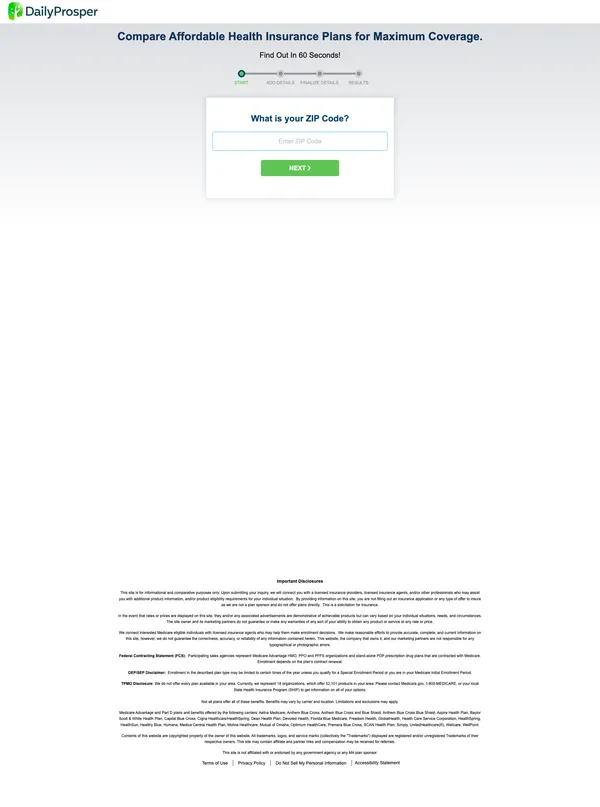 DailyProsper
Compare Affordable Health Insurance Plans for Maximum Coverage.
Find Out In 60 Seconds!
START ADD DETAILS FINALIZE DETAILS RESULTS
What is your ZIP Code?
Enter ZIP Code
NEXT
Important Disclosures
This site is for informational and comparative purposes only. Upon submitting your inquiry, we will connect you with a licensed insurance providers, licensed insurance agents, and/or other professionals who may assist
you with additional product information, and/or product eligibility requirements for your individual situation. By providing information on this site, you are not filling out an insurance application or any type of offer to insure
as we are not a plan sponsor and do not offer plans directly. This is a solicitation for insurance.
In the event that rates or prices are displayed on this site, they and/or any associated advertisements are demonstrative of achievable products but can vary based on your individual situations, needs, and circumstances.
The site owner and its marketing partners do not guarantee or make any warranties of any sort of your ability to obtain any product or service at any rate or price.
We connect interested Medicare eligible individuals with licensed insurance agents who may help them make enrollment decisions. We make reasonable efforts to provide accurate, complete, and current information on
this site, however, we do not guarantee the correctness, accuracy, or reliability of any information contained herein. This website, the company that owns it, and our marketing partners are not responsible for any
typographical or photographic errors.
Federal Contracting Statement (FCS): Participating sales agencies represent Medicare Advantage HMO, PPO and PFFS organizations and stand-alone PDP prescription drug plans that are contracted with Medicare.
Enrollment depends on the plan's contract renewal.
OEP/SEP Disclaimer: Enrollment in the described plan type may be limited to certain times of the year unless you qualify for a Special Enrollment Period or you are in your Medicare Initial Enrollment Period.
TPMO Disclosure: We do not offer every plan available in your area. Currently, we represent 18 organizations, which offer 52,101 products in your area. Please contact Medicare.gov, 1-800-MEDICARE, or your local
State Health Insurance Program (SHIP) to get information on all of your options.
Not all plans offer all of these benefits. Benefits may vary by carrier and location. Limitations and exclusions may apply.
Medicare Advantage and Part D plans and benefits offered by the following carriers: Aetna Medicare, Anthem Blue Cross, Anthem Blue Cross and Blue Shield, Anthem Blue Cross Blue Shield, Aspire Health Plan, Baylor
Scott & White Health Plan, Capital Blue Cross, Cigna HealthcareHealthSpring, Dean Health Plan, Devoted Health, Florida Blue Medicare, Freedom Health, GlobalHealth, Health Care Service Corporation, HealthSpring,
HealthSun, Healthy Blue, Humana, Medica Central Health Plan, Molina Healthcare, Mutual of Omaha, Optimum HealthCare, Premera Blue Cross, SCAN Health Plan, Simply, UnitedHealthcare(R), Wellcare, WellPoint.
Contents of this website are copyrighted property of the owner of this website. All trademarks, logos, and service marks (collectively the "Trademarks") displayed are registered and/or unregistered Trademarks of
their respective owners. This site may contain affiliate and partner links and compensation may be received for referrals.
This site is not affiliated with or endorsed by any government agency or any MA plan sponsor
Terms of Use | Privacy Policy | Do Not Sell My Personal Information | Accessibility Statement